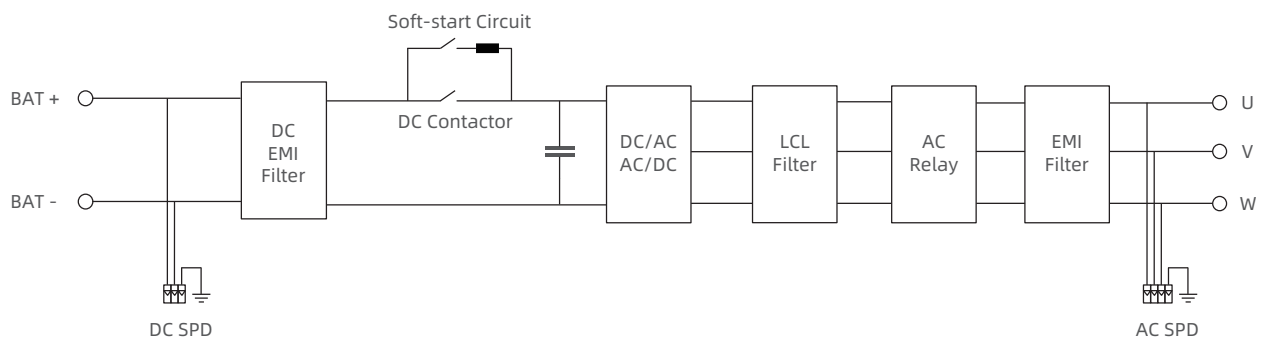 Soft-start Circuit
BAT +
DC Contactor
BAT -
DC
EMI
Filter
DC/AC
AC/DC
LCL
Filter
AC
Relay
EMI
Filter
U
V
W
DC SPD
AC SPD